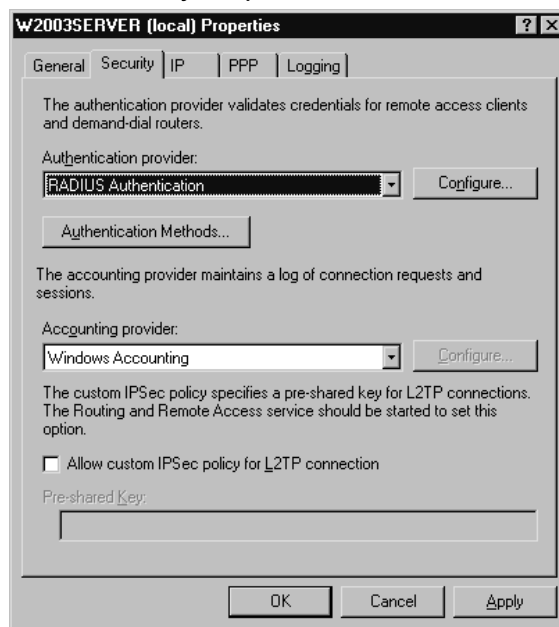 W2003SERVER (local) Properties
? X
General Security IP PPP Logging
The authentication provider validates credentials for remote access clients
and demand-dial routers.
Authentication provider:
RADIUS Authentication
Configure...
Authentication Methods...
The accounting provider maintains a log of connection requests and
sessions.
Accounting provider:
Windows Accounting
Configure...
The custom IPSec policy specifies a pre-shared key for L2TP connections.
The Routing and Remote Access service should be started to set this
option.
Allow custom IPSec policy for L2TP connection
Pre-shared Key:
OK Cancel Apply